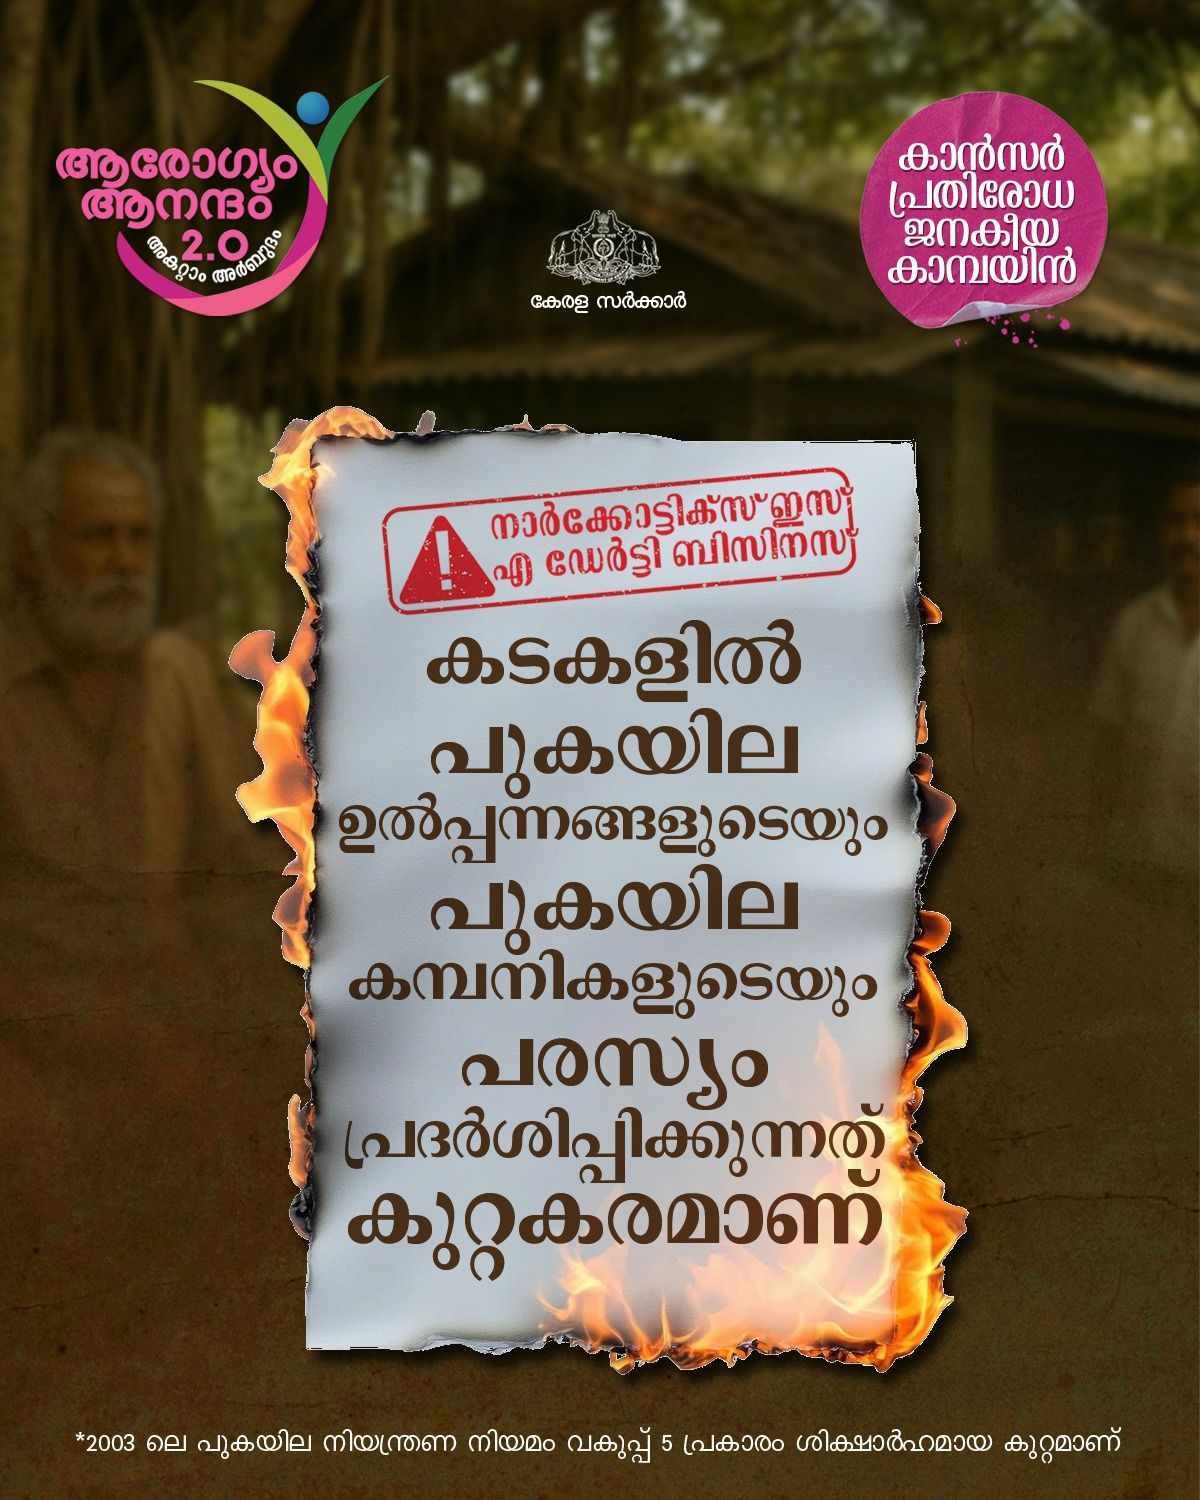 ആരോഗ്യം
ആനന്ദം
2.0
അകറ്റാം അർബുദം
കേരള സർക്കാർ
കാൻസർ
പ്രതിരോധ
ജനകീയ
കാമ്പയിൻ
നാർക്കോട്ടിക്സ് ഇസ്
എ ഡേർട്ടി ബിസിനസ്
കടകളിൽ
പുകയില
ഉൽപ്പന്നങ്ങളുടെയും
പുകയില
കമ്പനികളുടെയും
പരസ്യം
പ്രദർശിപ്പിക്കുന്നത്
കുറ്റകരമാണ്
*2003 ലെ പുകയില നിയന്ത്രണ നിയമം വകുപ്പ് 5 പ്രകാരം ശിക്ഷാർഹമായ കുറ്റമാണ്